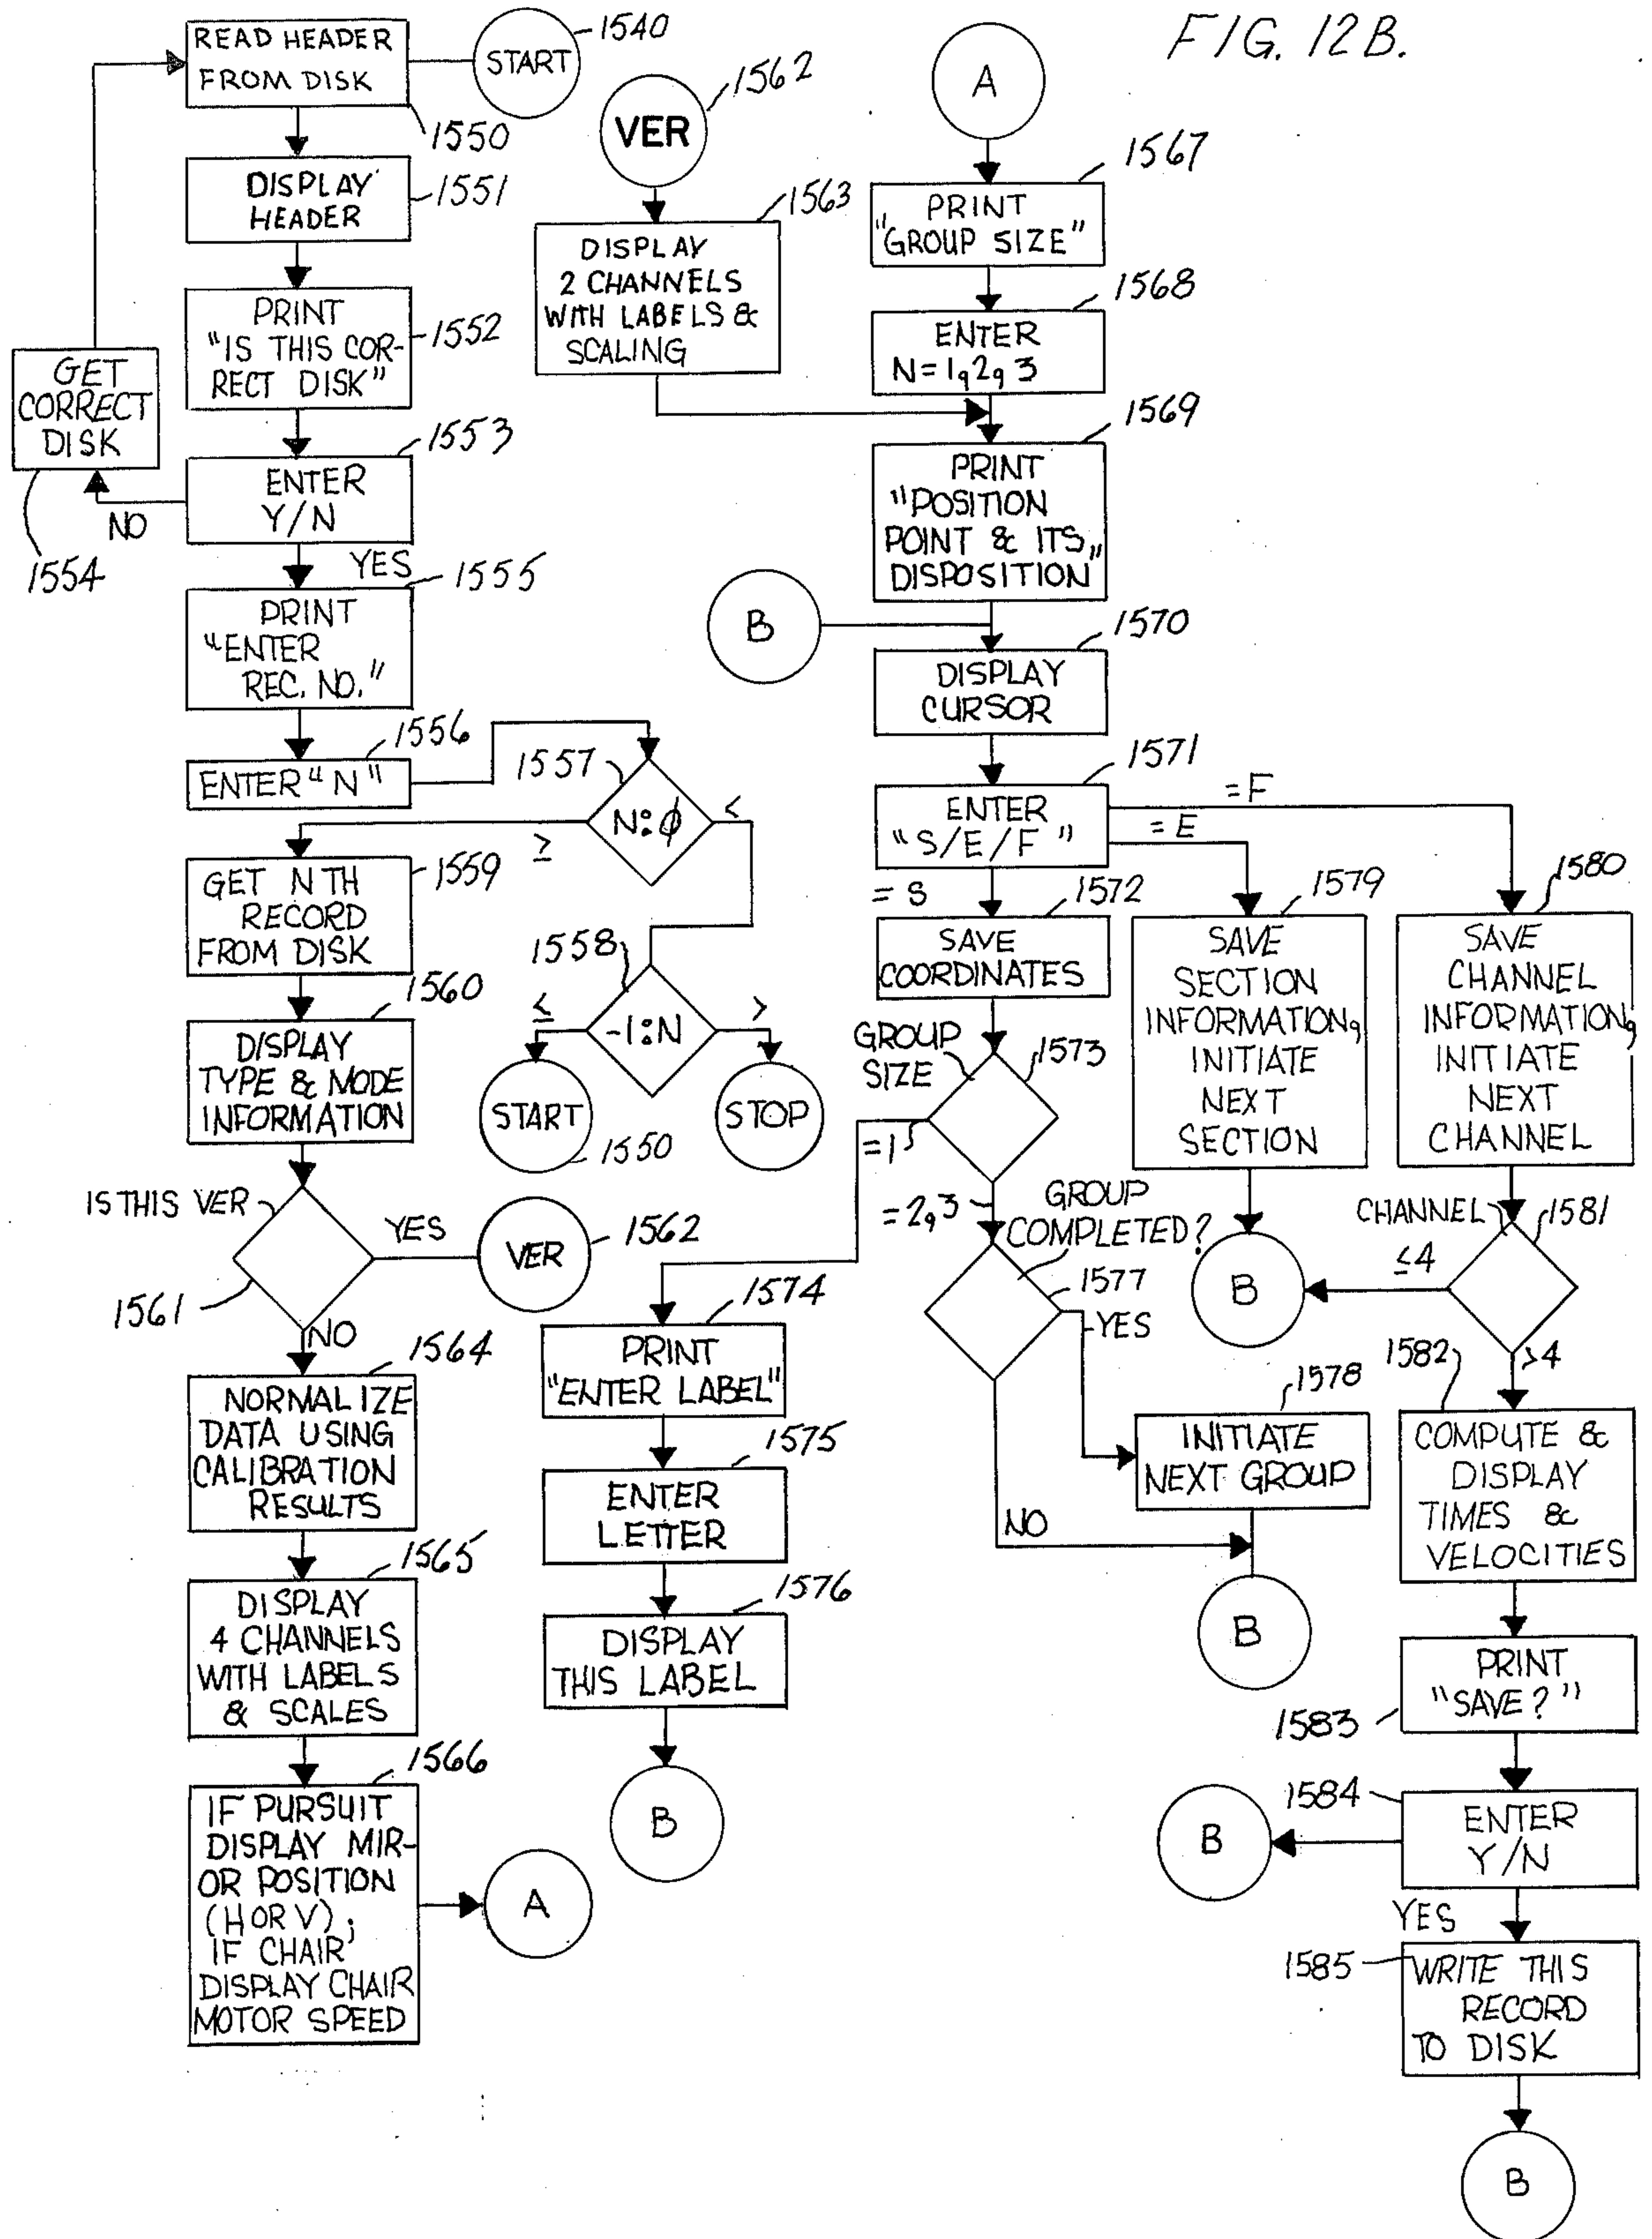 FIG. 12B.
READ HEADER
FROM DISK
START
1540
1550
DISPLAY
HEADER
1551
PRINT
"IS THIS COR-
RECT DISK"
1552
ENTER
Y/N
1553
NO
GET
CORRECT
DISK
1554
YES
PRINT
"ENTER
REC. NO."
1555
ENTER "N"
1556
N:φ
1557
<
≥
-1:N
1558
≤
>
START
1550
STOP
GET NTH
RECORD
FROM DISK
1559
DISPLAY
TYPE & MODE
INFORMATION
1560
IS THIS VER
1561
YES
VER
1562
NO
NORMALIZE
DATA USING
CALIBRATION
RESULTS
1564
DISPLAY
4 CHANNELS
WITH LABELS
& SCALES
1565
IF PURSUIT
DISPLAY MIR-
OR POSITION
(H OR V);
IF CHAIR
DISPLAY CHAIR
MOTOR SPEED
1566
A
VER
1562
DISPLAY
2 CHANNELS
WITH LABELS &
SCALING
1563
A
PRINT
"GROUP SIZE"
1567
ENTER
N=1,2,3
1568
PRINT
"POSITION
POINT & ITS
DISPOSITION"
1569
B
DISPLAY
CURSOR
1570
ENTER
"S/E/F"
1571
=F
=E
=S
SAVE
COORDINATES
1572
GROUP
SIZE
1573
=1
=2,3
PRINT
"ENTER LABEL"
1574
ENTER
LETTER
1575
DISPLAY
THIS LABEL
1576
B
GROUP
COMPLETED?
1577
YES
NO
INITIATE
NEXT GROUP
1578
B
SAVE
SECTION
INFORMATION,
INITIATE
NEXT
SECTION
1579
B
SAVE
CHANNEL
INFORMATION,
INITIATE
NEXT
CHANNEL
1580
CHANNEL
1581
≤4
>4
COMPUTE &
DISPLAY
TIMES &
VELOCITIES
1582
PRINT
"SAVE?"
1583
ENTER
Y/N
1584
B
YES
WRITE THIS
RECORD
TO DISK
1585
B